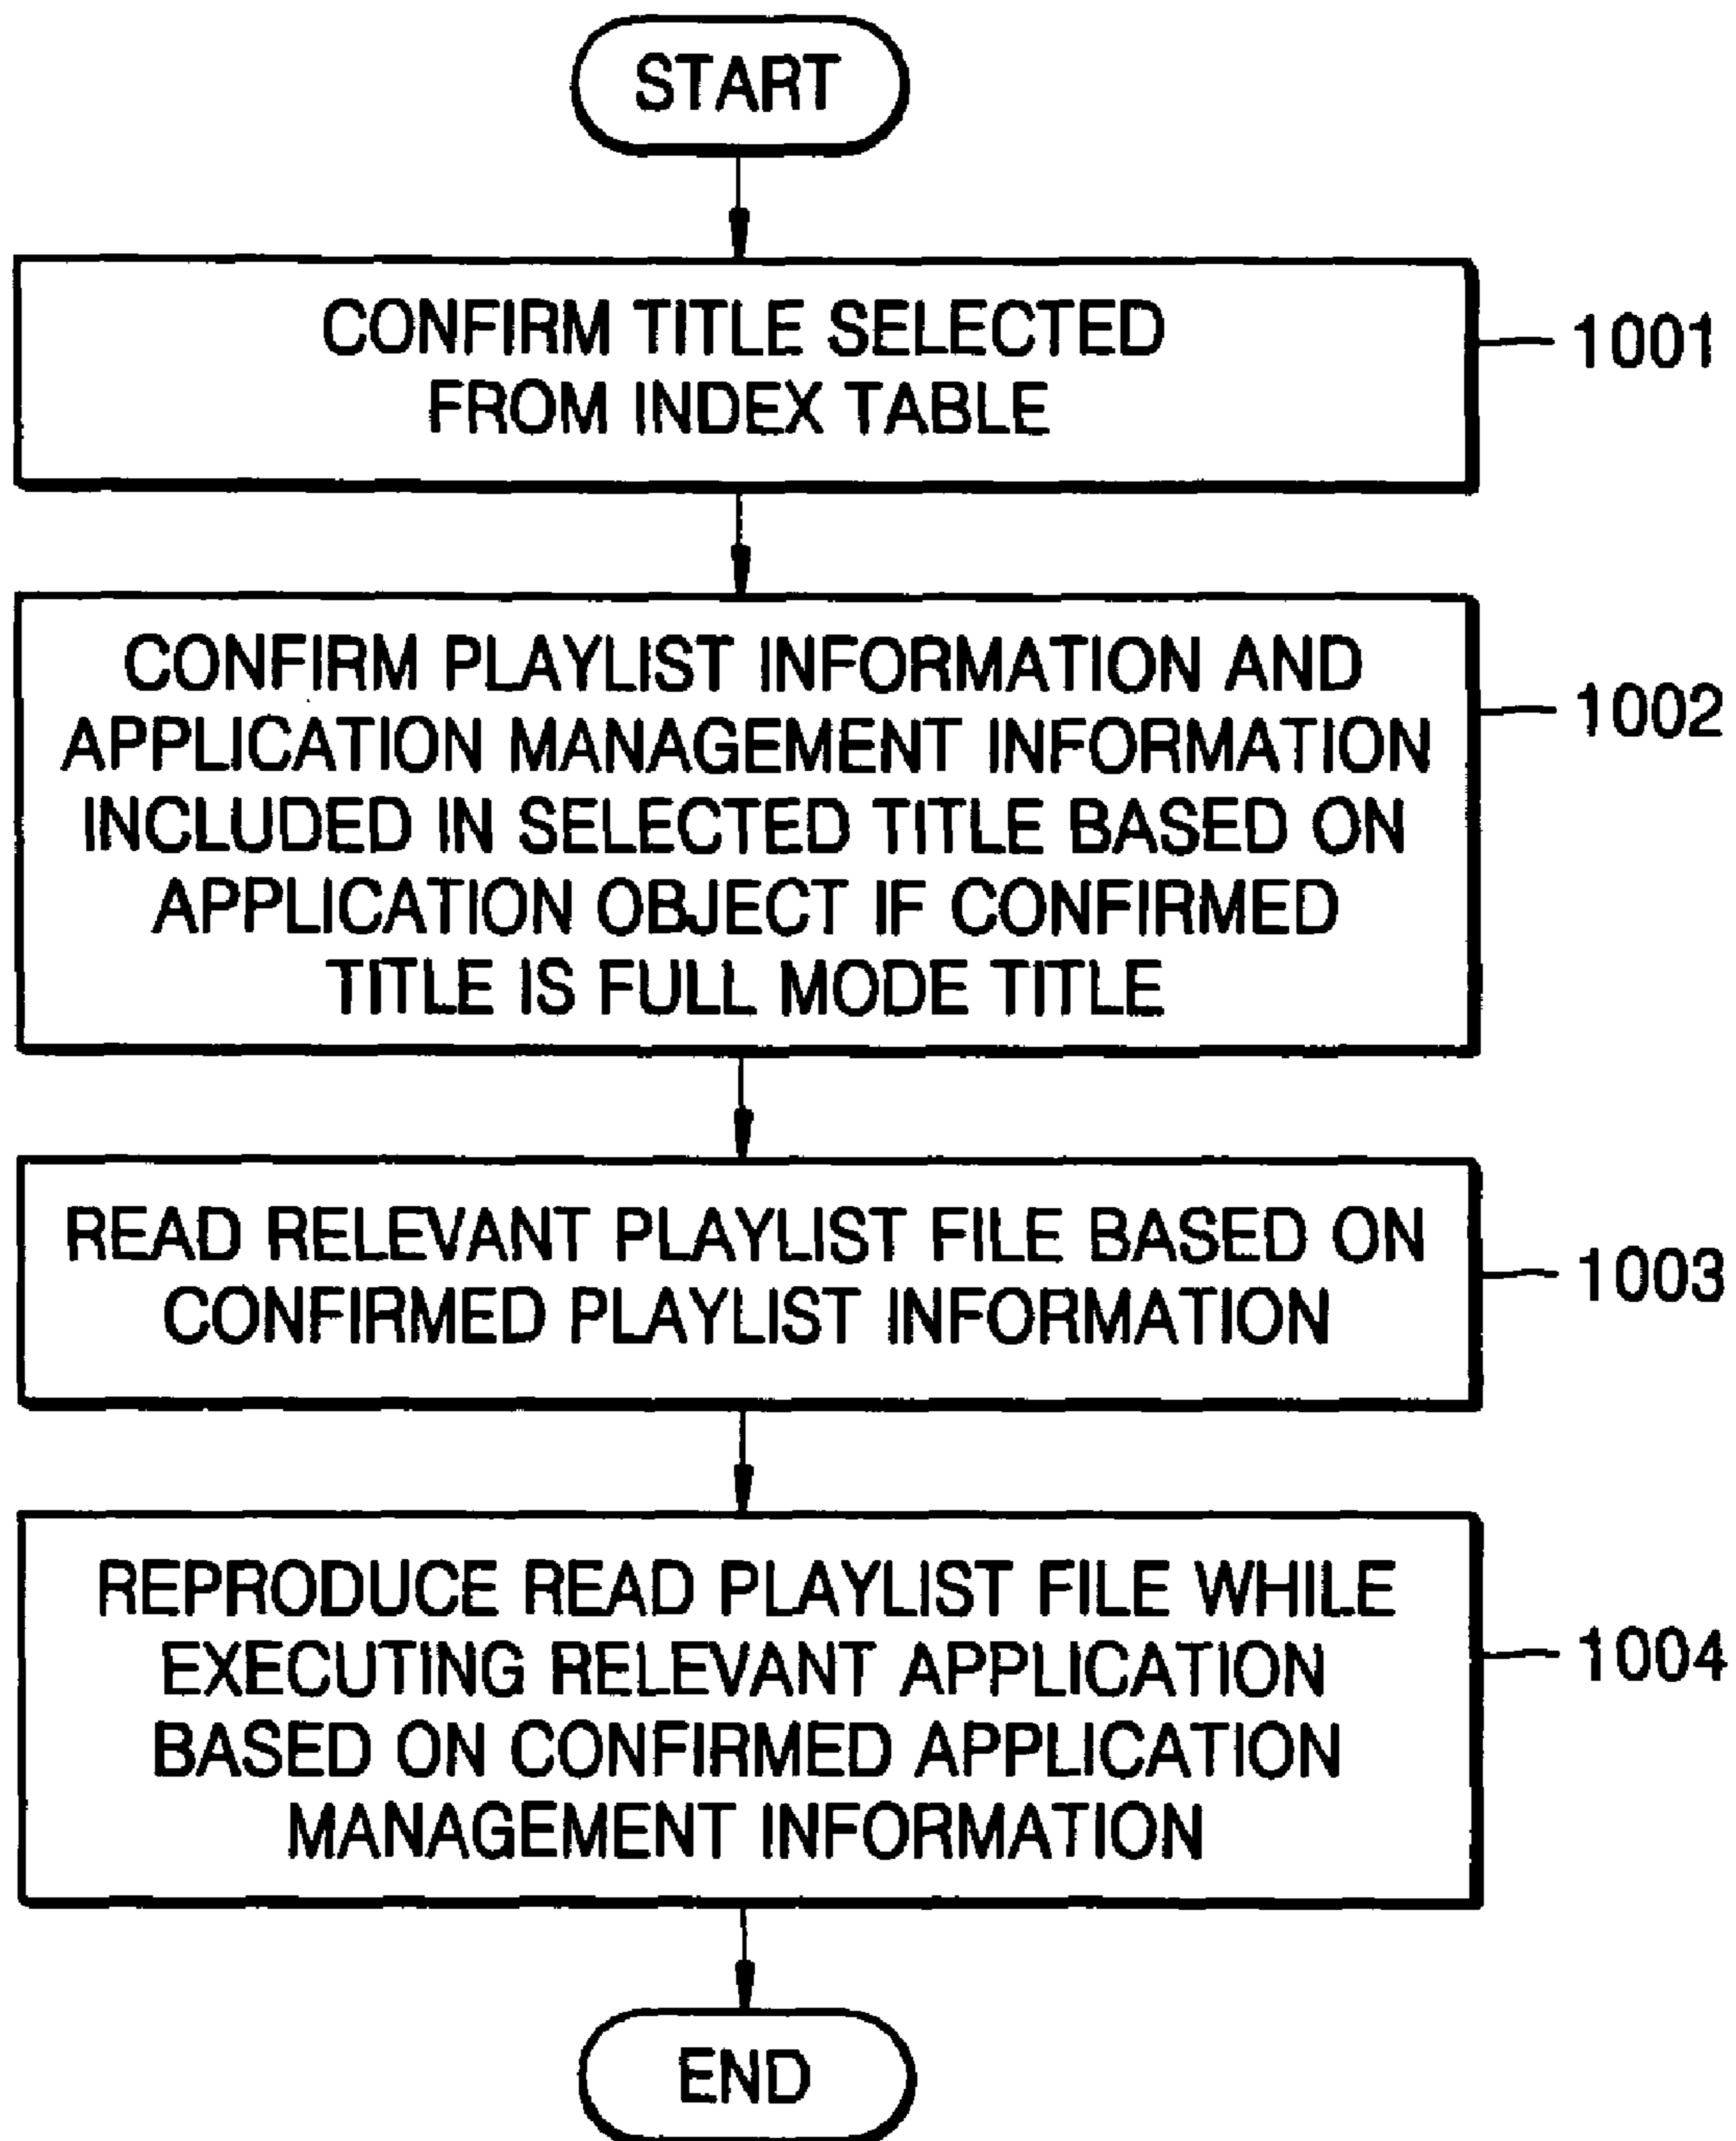 START
CONFIRM TITLE SELECTED
FROM INDEX TABLE
1001
CONFIRM PLAYLIST INFORMATION AND
APPLICATION MANAGEMENT INFORMATION
INCLUDED IN SELECTED TITLE BASED ON
APPLICATION OBJECT IF CONFIRMED
TITLE IS FULL MODE TITLE
1002
READ RELEVANT PLAYLIST FILE BASED ON
CONFIRMED PLAYLIST INFORMATION
1003
REPRODUCE READ PLAYLIST FILE WHILE
EXECUTING RELEVANT APPLICATION
BASED ON CONFIRMED APPLICATION
MANAGEMENT INFORMATION
1004
END